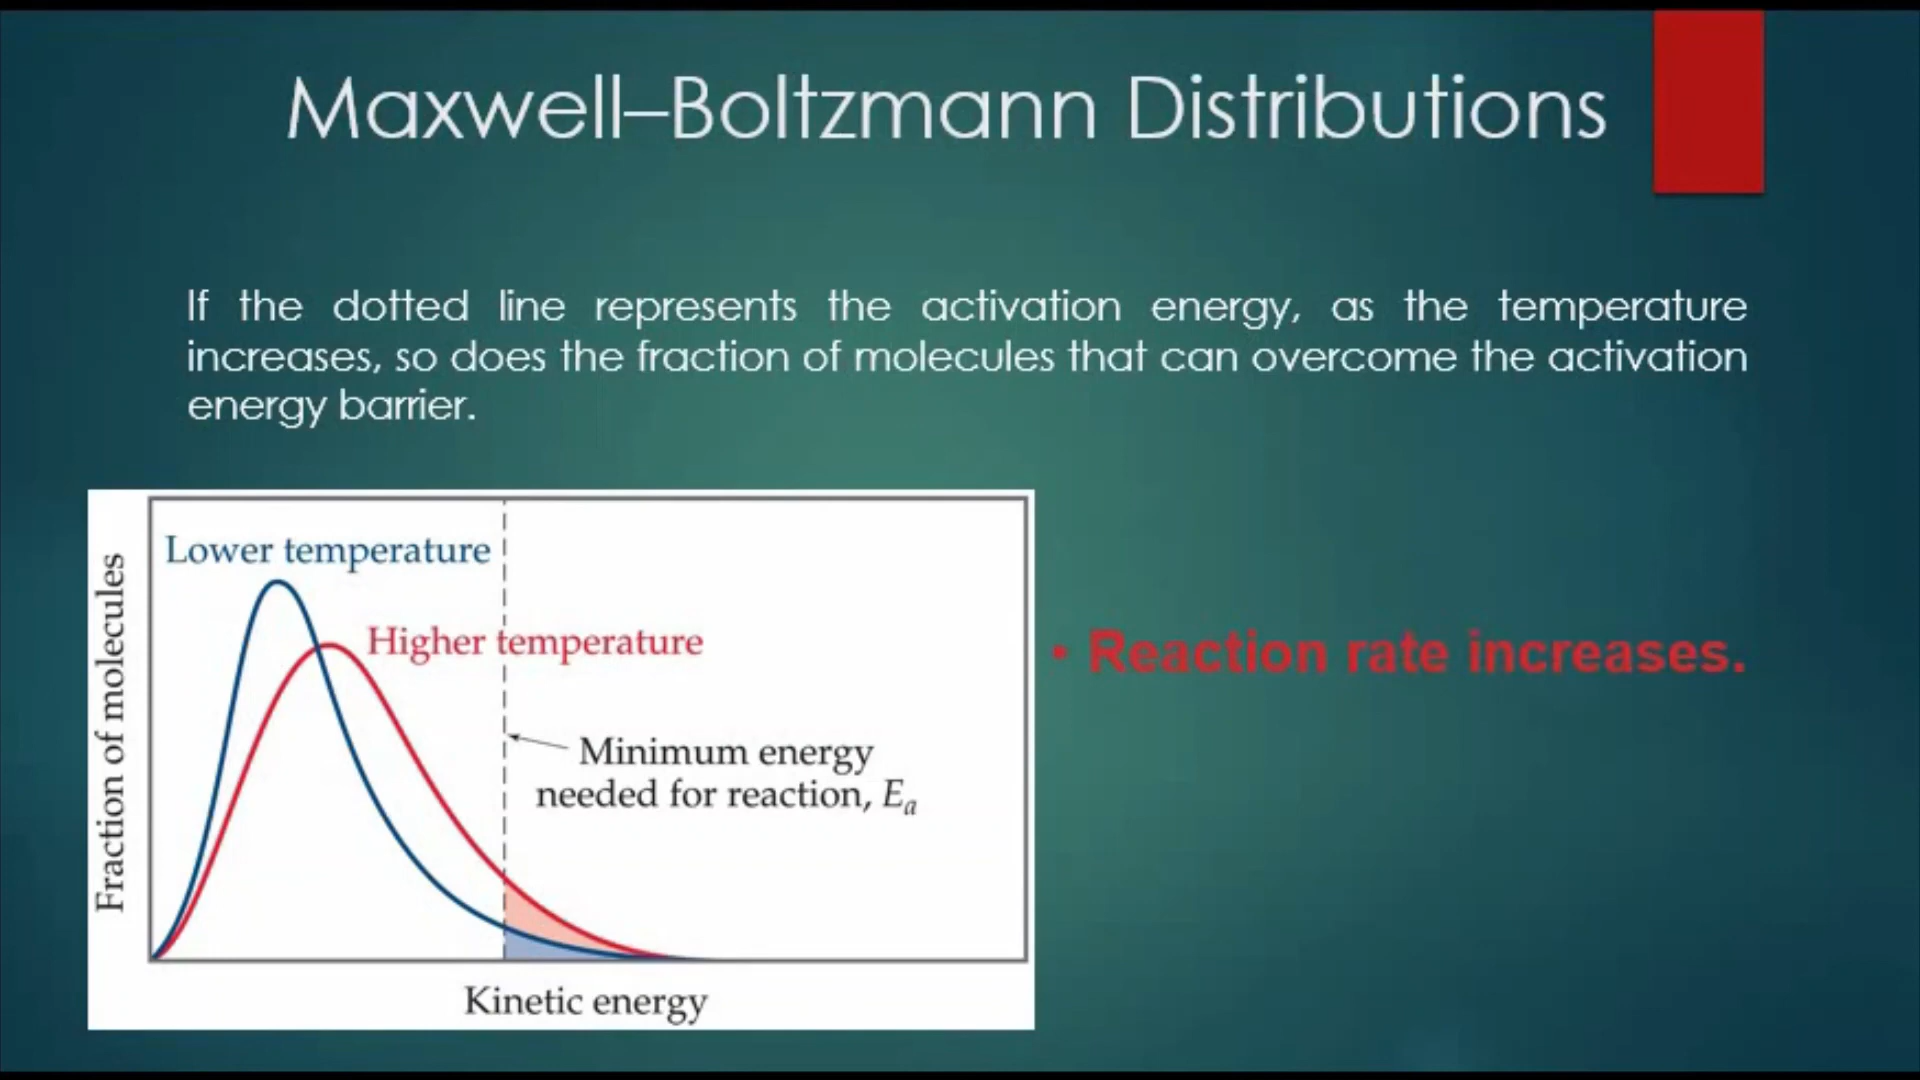 Maxwell–Boltzmann Distributions
If the dotted line represents the activation energy, as the temperature
increases, so does the fraction of molecules that can overcome the activation
energy barrier.
Lower temperature
Higher temperature
Minimum energy
needed for reaction, Ea
Fraction of molecules
Kinetic energy
• Reaction rate increases.